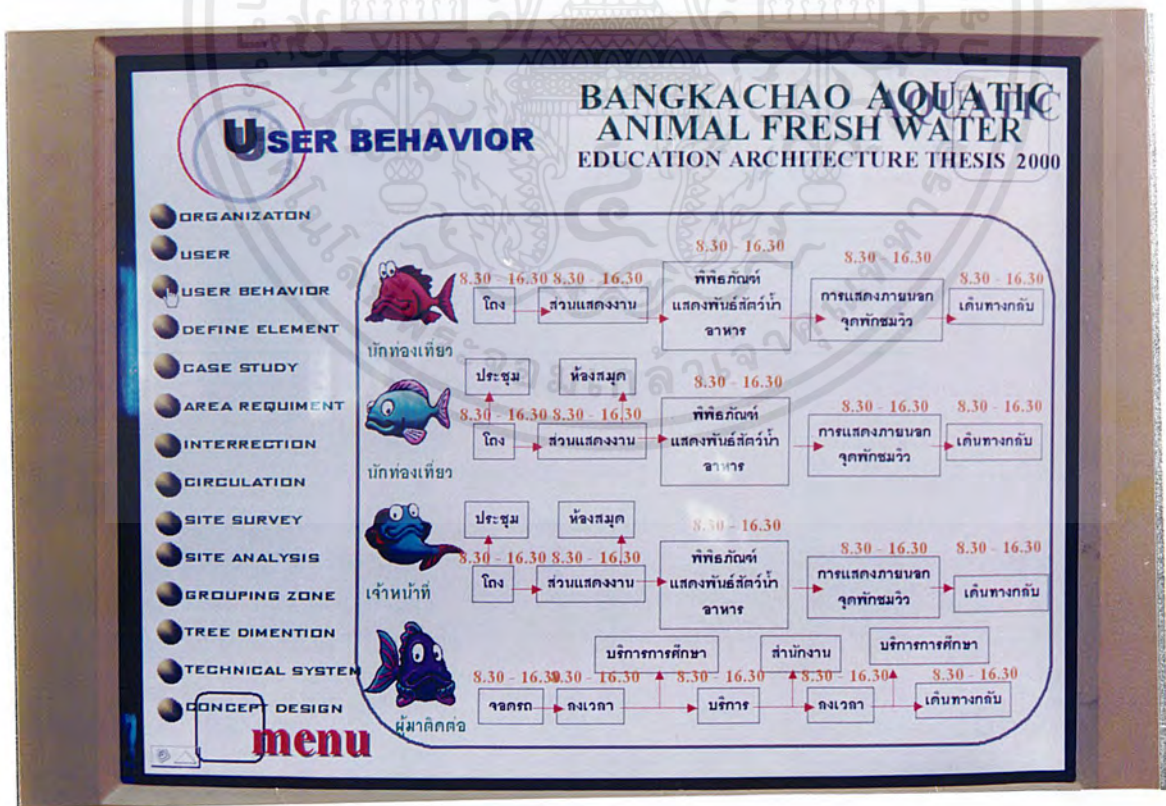 USER BEHAVIOR
BANGKACHAO AQUATIC
AQUATIC
ANIMAL FRESH WATER
EDUCATION ARCHITECTURE THESIS 2000
ORGANIZATON
USER
USER BEHAVIOR
DEFINE ELEMENT
CASE STUDY
AREA REQUIMENT
INTERRECTION
CIRCULATION
SITE SURVEY
SITE ANALYSIS
GROUPING ZONE
TREE DIMENTION
TECHNICAL SYSTEM
CONCEPT DESIGN
menu
8.30 - 16.30 8.30 - 16.30 8.30 - 16.30 8.30 - 16.30 8.30 - 16.30
โถง ส่วนแสดงงาน พิพิธภัณฑ์ การแสดงภายนอก เดินทางกลับ
แสดงพันธ์สัตว์น้ำ จุดพักชมวิว
อาหาร
นักท่องเที่ยว
ประชุม ห้องสมุด
8.30 - 16.30 8.30 - 16.30 8.30 - 16.30 8.30 - 16.30 8.30 - 16.30
โถง ส่วนแสดงงาน พิพิธภัณฑ์ การแสดงภายนอก เดินทางกลับ
แสดงพันธ์สัตว์น้ำ จุดพักชมวิว
อาหาร
นักท่องเที่ยว
ประชุม ห้องสมุด
8.30 - 16.30 8.30 - 16.30 8.30 - 16.30 8.30 - 16.30 8.30 - 16.30
โถง ส่วนแสดงงาน พิพิธภัณฑ์ การแสดงภายนอก เดินทางกลับ
แสดงพันธ์สัตว์น้ำ จุดพักชมวิว
อาหาร
เจ้าหน้าที่
บริการการศึกษา สำนักงาน บริการการศึกษา
8.30 - 16.30 8.30 - 16.30 8.30 - 16.30 8.30 - 16.30 8.30 - 16.30
จอดรถ ลงเวลา บริการ ลงเวลา เดินทางกลับ
ผู้มาติดต่อ